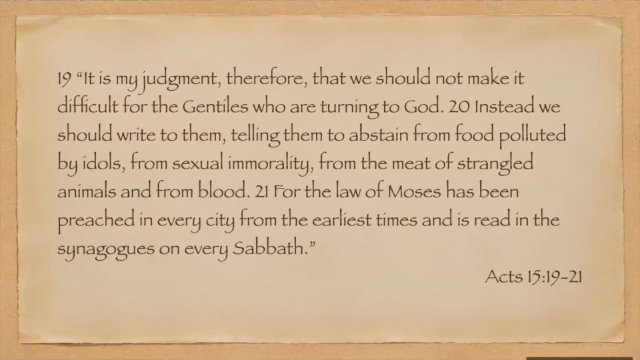 19 “It is my judgment, therefore, that we should not make it
difficult for the Gentiles who are turning to God. 20 Instead we
should write to them, telling them to abstain from food polluted
by idols, from sexual immorality, from the meat of strangled
animals and from blood. 21 For the law of Moses has been
preached in every city from the earliest times and is read in the
synagogues on every Sabbath.”
Acts 15:19-21